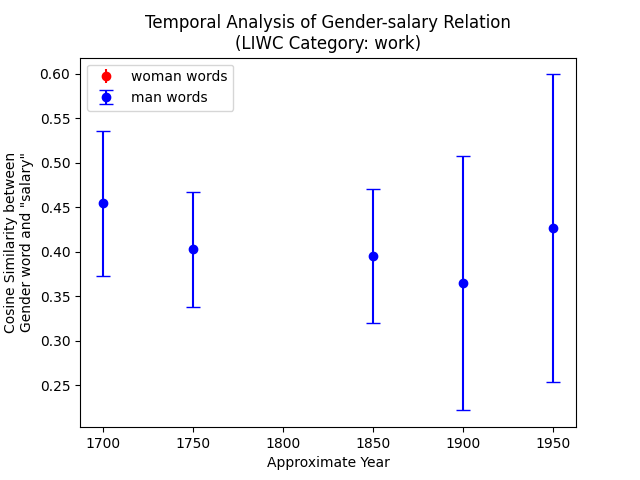 Temporal Analysis of Gender-salary Relation
(LIWC Category: work)
woman words
man words
0.60
0.55
0.50
0.45
0.40
0.35
0.30
0.25
Cosine Similarity between
Gender word and "salary"
1700 1750 1800 1850 1900 1950
Approximate Year